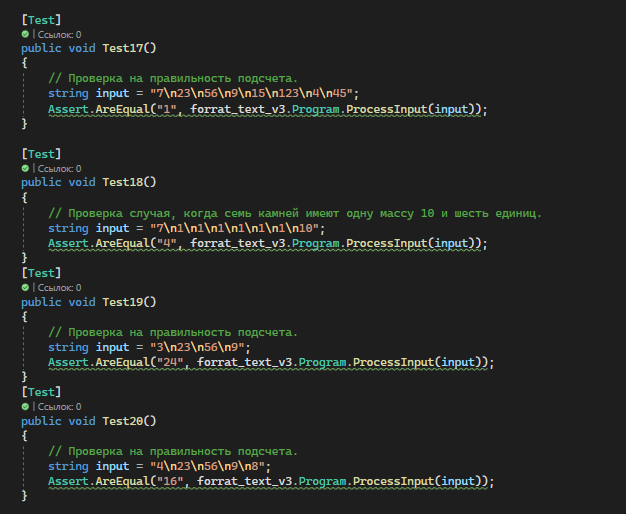 [Test]
| Ссылок: 0
public void Test17()
{
// Проверка на правильность подсчета.
string input = "7\n23\n56\n9\n15\n123\n4\n45";
Assert.AreEqual("1", forrat_text_v3.Program.ProcessInput(input));
}
[Test]
| Ссылок: 0
public void Test18()
{
// Проверка случая, когда семь камней имеют одну массу 10 и шесть единиц.
string input = "7\n1\n1\n1\n1\n1\n1\n10";
Assert.AreEqual("4", forrat_text_v3.Program.ProcessInput(input));
}
[Test]
| Ссылок: 0
public void Test19()
{
// Проверка на правильность подсчета.
string input = "3\n23\n56\n9";
Assert.AreEqual("24", forrat_text_v3.Program.ProcessInput(input));
}
[Test]
| Ссылок: 0
public void Test20()
{
// Проверка на правильность подсчета.
string input = "4\n23\n56\n9\n8";
Assert.AreEqual("16", forrat_text_v3.Program.ProcessInput(input));
}